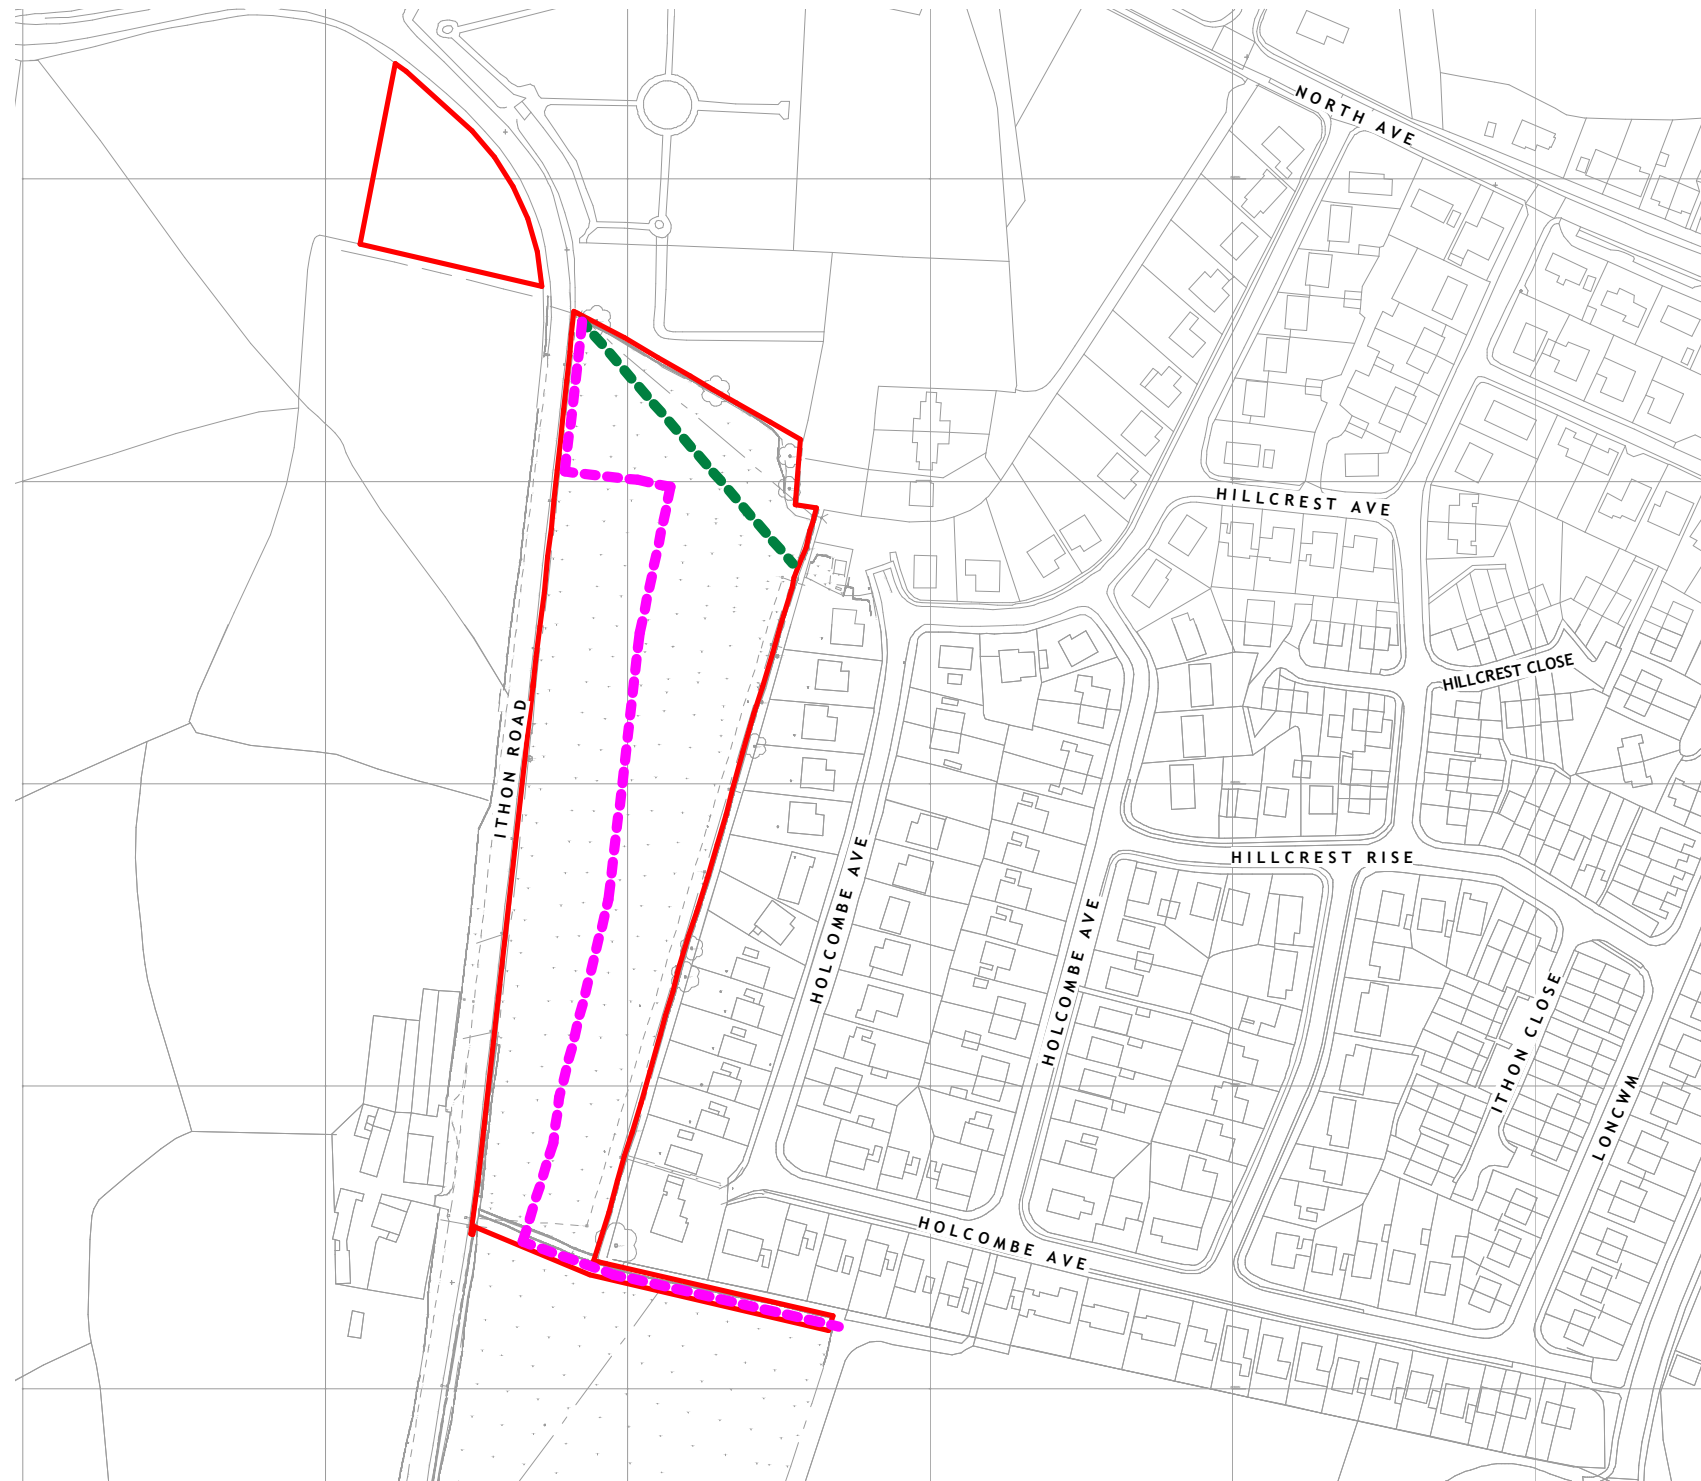 NORTH AVE
HILLCREST AVE
HILLCREST CLOSE
ITHON ROAD
HOLCOMBE AVE
HILLCREST RISE
HOLCOMBE AVE
ITHON CLOSE
LONCWM
HOLCOMBE AVE